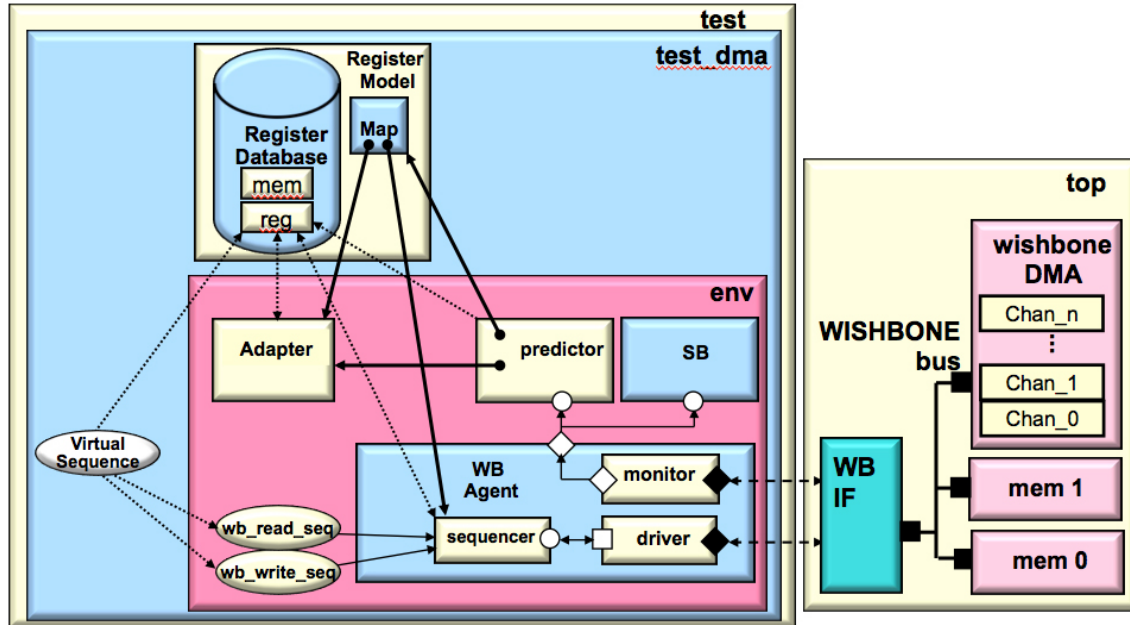 test
test_dma
Register
Model
Map
Register
Database
mem
reg
env
Adapter
predictor
SB
Virtual
Sequence
WB
Agent
monitor
wb_read_seq
wb_write_seq
sequencer
driver
top
wishbone
DMA
Chan_n
Chan_1
Chan_0
WISHBONE
bus
WB
IF
mem 1
mem 0